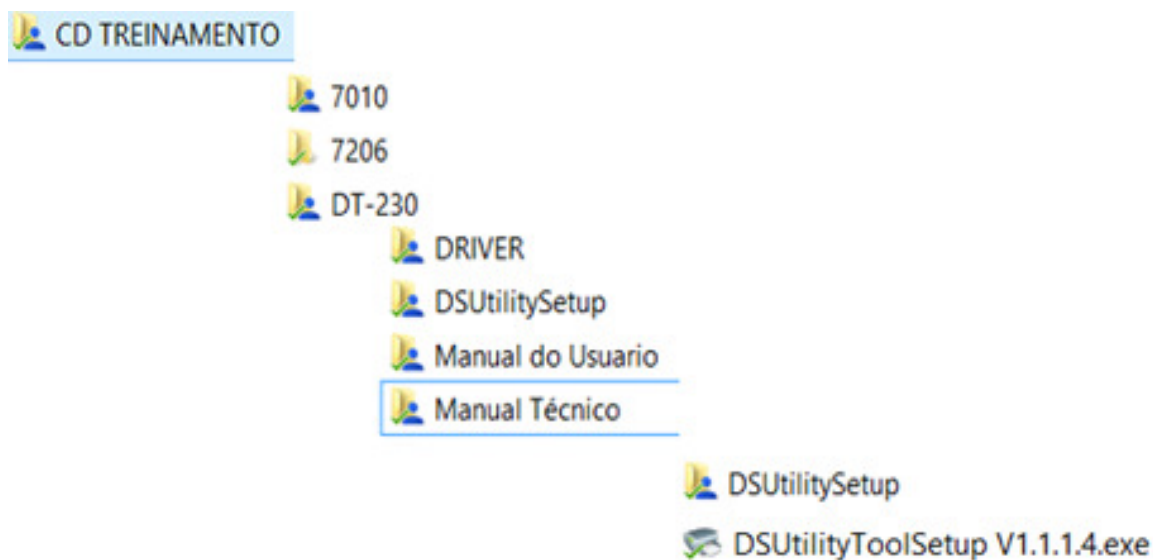 CD TREINAMENTO
7010
7206
DT-230
DRIVER
DSUtilitySetup
Manual do Usuario
Manual Técnico
DSUtilitySetup
DSUtilityToolSetup V1.1.1.4.exe